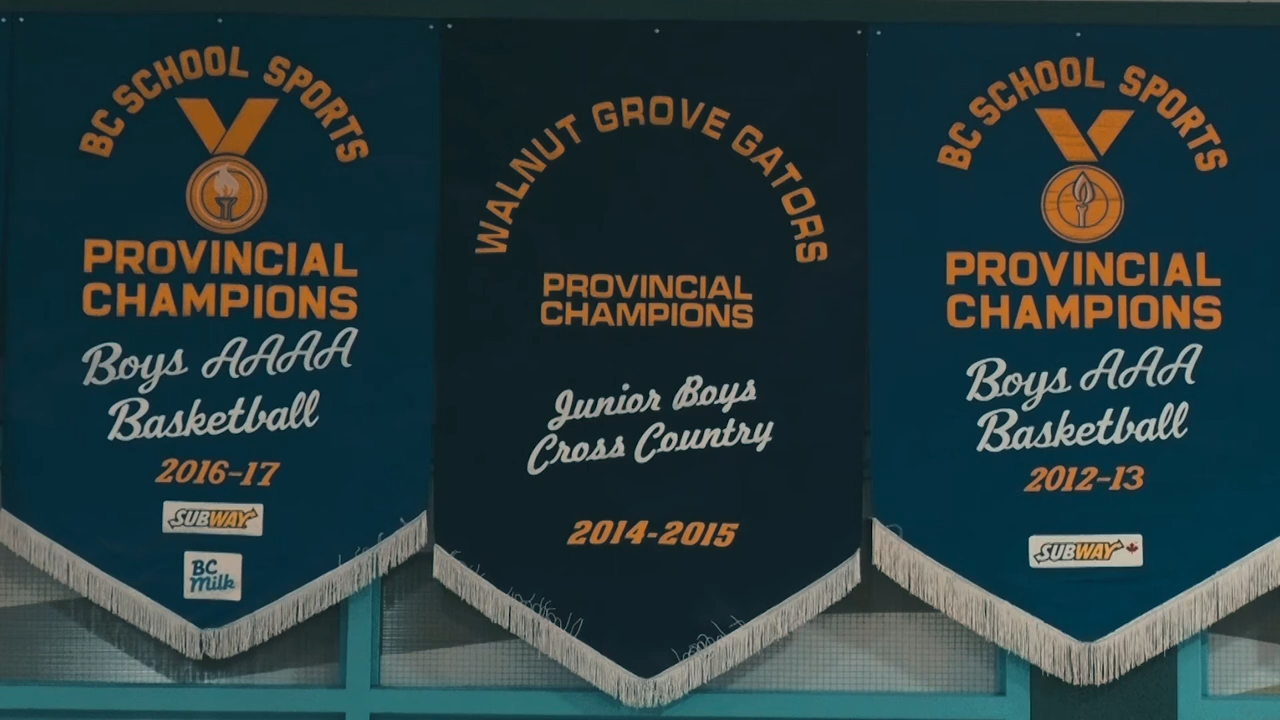 BC SCHOOL SPORTS
PROVINCIAL
CHAMPIONS
Boys AAAA
Basketball
2016-17
SUBWAY
BC
Milk
WALNUT GROVE GATORS
PROVINCIAL
CHAMPIONS
Junior Boys
Cross Country
2014-2015
BC SCHOOL SPORTS
PROVINCIAL
CHAMPIONS
Boys AAA
Basketball
2012-13
SUBWAY